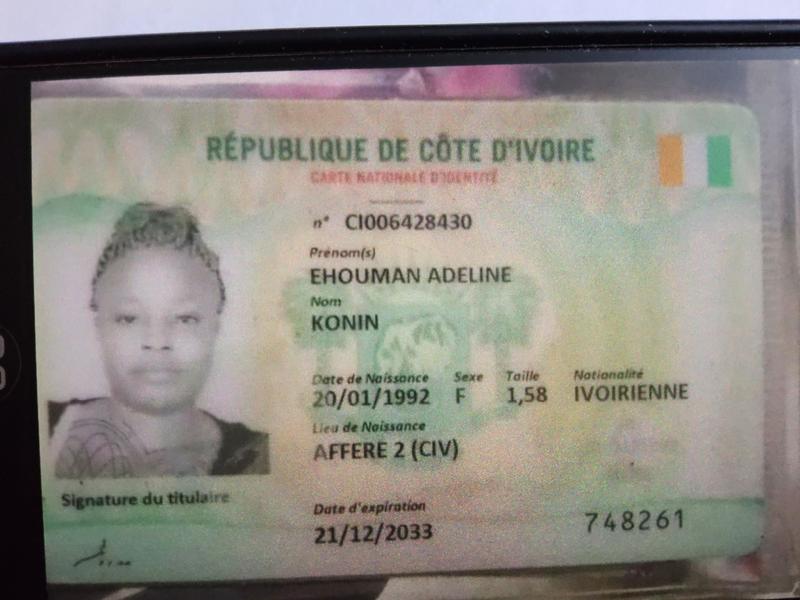 RÉPUBLIQUE DE CÔTE D'IVOIRE
CARTE NATIONALE D'IDENTITÉ
n° CI006428430
Prénom(s)
EHOUMAN ADELINE
Nom
KONIN
Date de Naissance Sexe Taille Nationalité
20/01/1992 F 1,58 IVOIRIENNE
Lieu de Naissance
AFFERE 2 (CIV)
Signature du titulaire
Date d'expiration
21/12/2033
748261